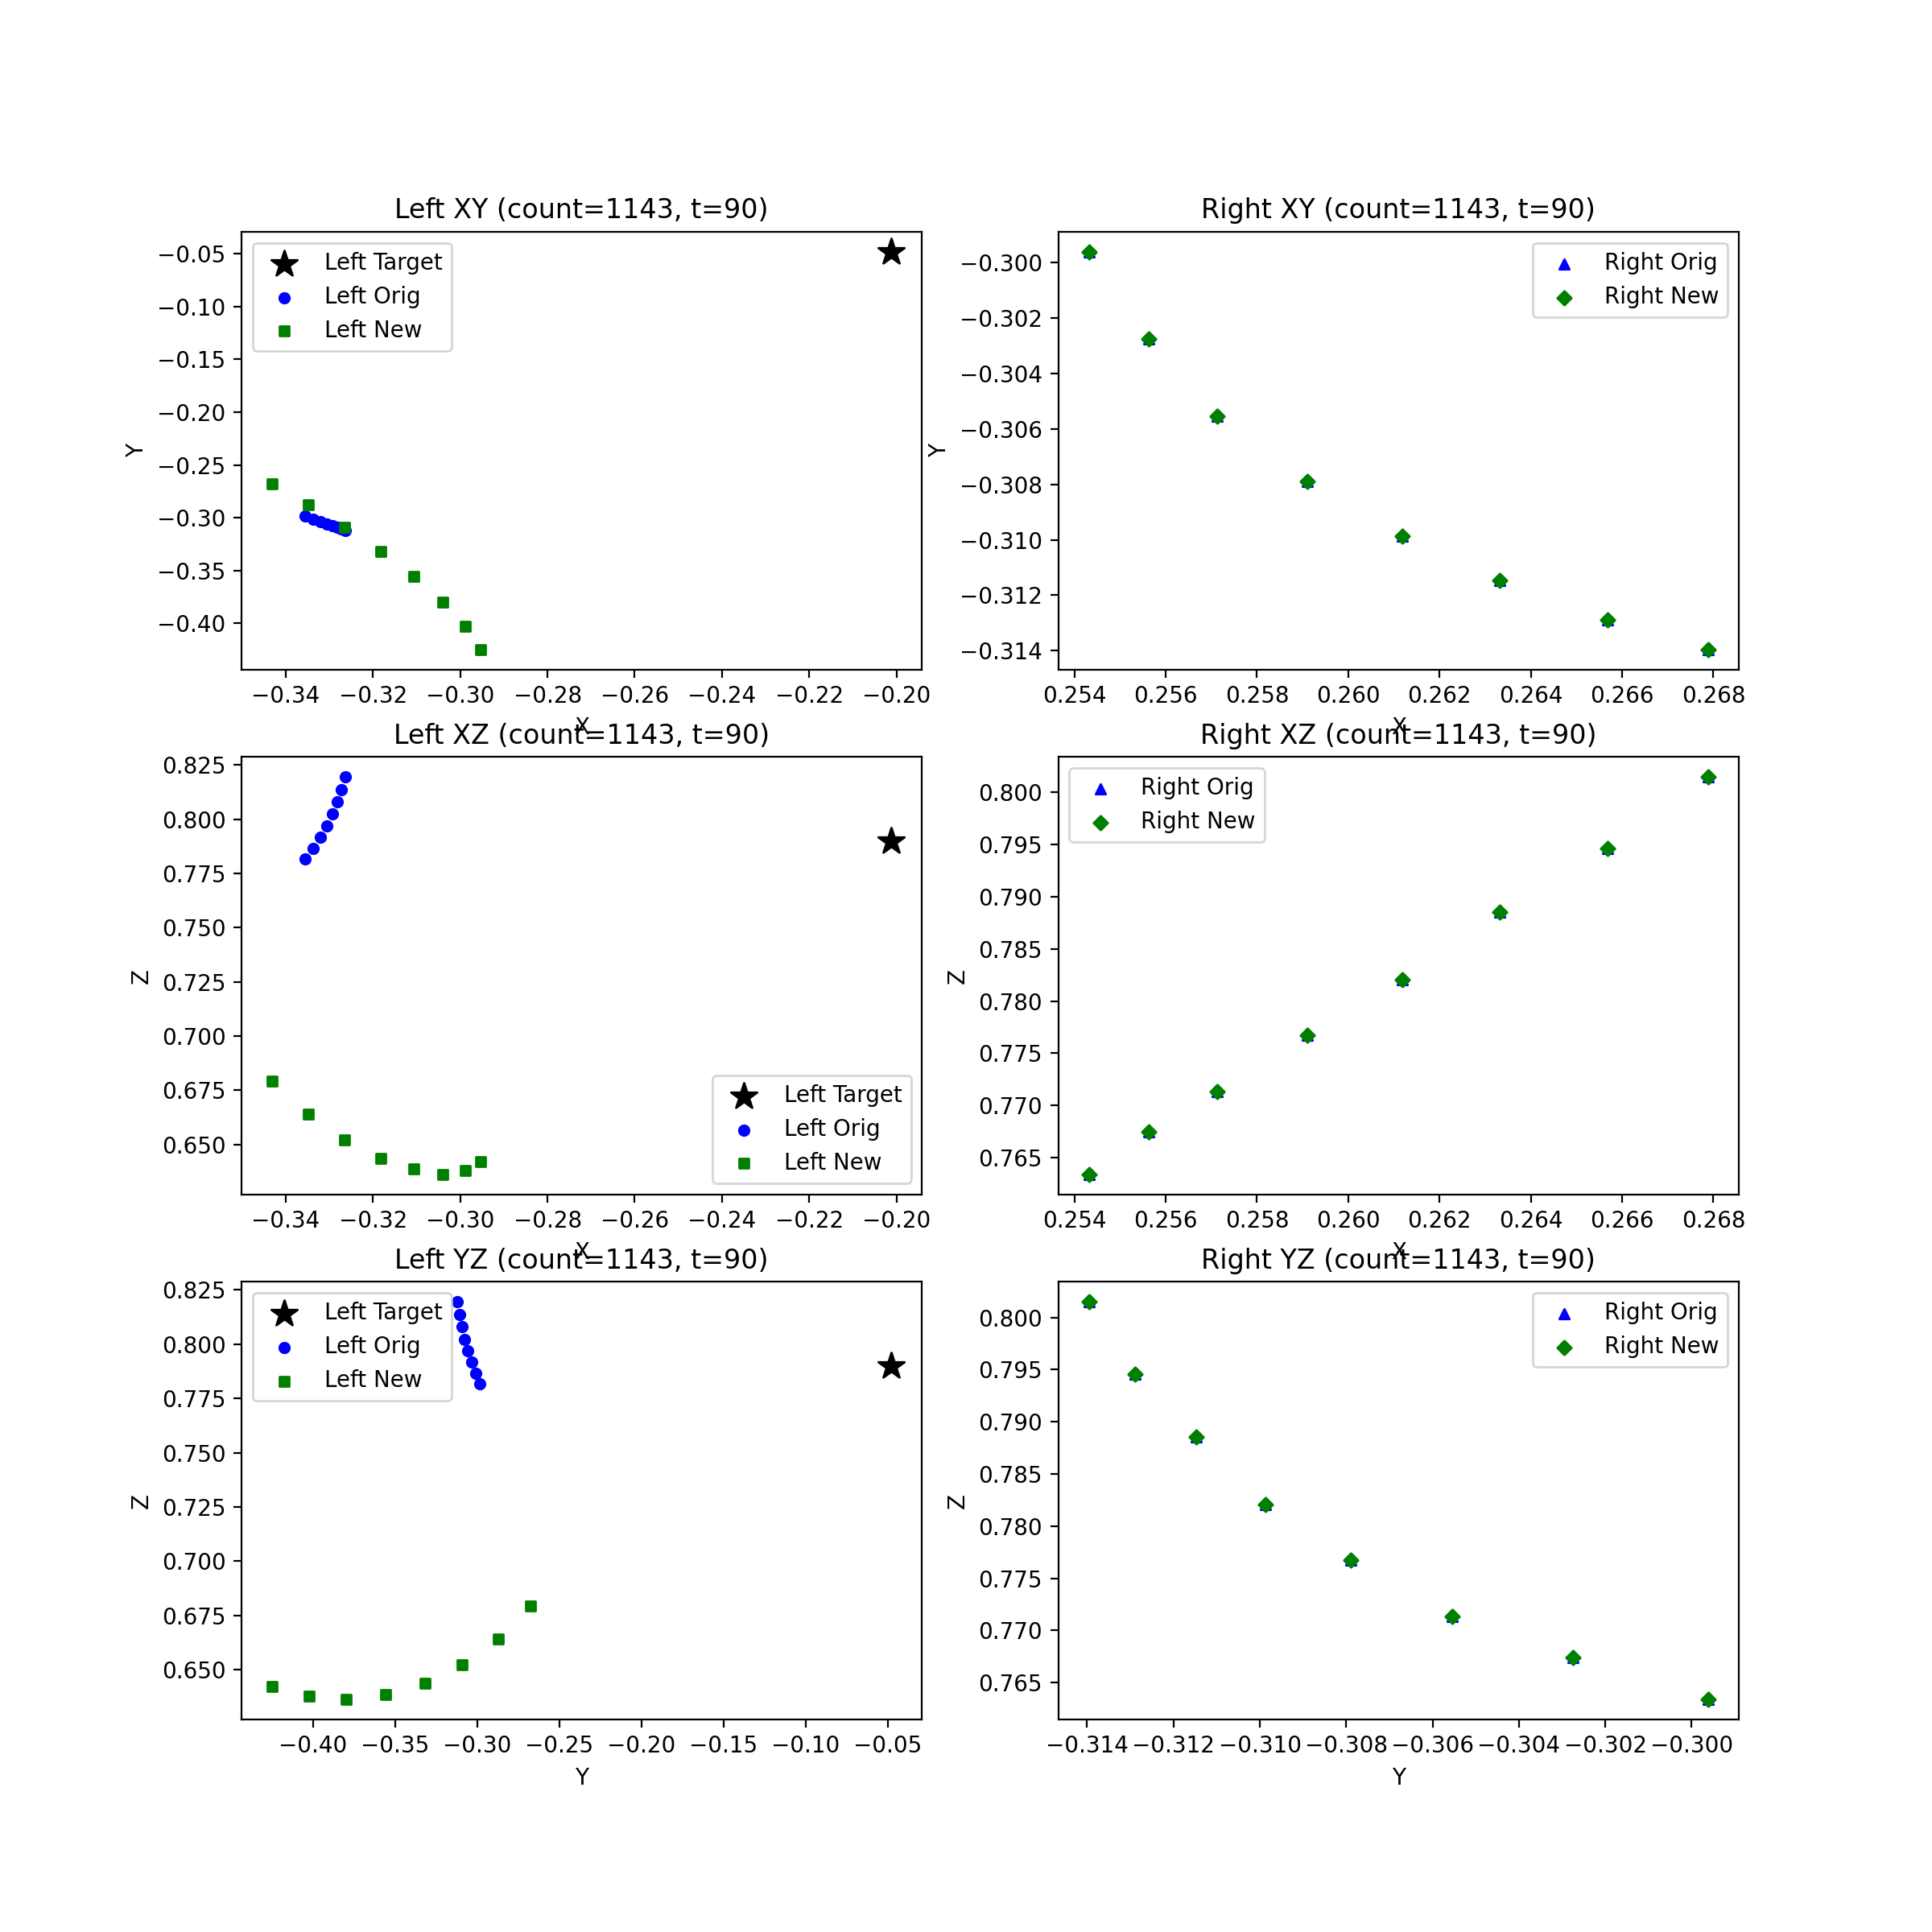 Left XY (count=1143, t=90)
Right XY (count=1143, t=90)
Left Target
Left Orig
Left New
Right Orig
Right New
Y
−0.05
−0.10
−0.15
−0.20
−0.25
−0.30
−0.35
−0.40
Y
−0.300
−0.302
−0.304
−0.306
−0.308
−0.310
−0.312
−0.314
−0.34 −0.32 −0.30 −0.28 −0.26 −0.24 −0.22 −0.20
X
0.254 0.256 0.258 0.260 0.262 0.264 0.266 0.268
X
Left XZ (count=1143, t=90)
Right XZ (count=1143, t=90)
Z
0.825
0.800
0.775
0.750
0.725
0.700
0.675
0.650
Left Target
Left Orig
Left New
Right Orig
Right New
Z
0.800
0.795
0.790
0.785
0.780
0.775
0.770
0.765
−0.34 −0.32 −0.30 −0.28 −0.26 −0.24 −0.22 −0.20
X
0.254 0.256 0.258 0.260 0.262 0.264 0.266 0.268
X
Left YZ (count=1143, t=90)
Right YZ (count=1143, t=90)
Left Target
Left Orig
Left New
Right Orig
Right New
Z
0.825
0.800
0.775
0.750
0.725
0.700
0.675
0.650
Z
0.800
0.795
0.790
0.785
0.780
0.775
0.770
0.765
−0.40 −0.35 −0.30 −0.25 −0.20 −0.15 −0.10 −0.05
Y
−0.314 −0.312 −0.310 −0.308 −0.306 −0.304 −0.302 −0.300
Y